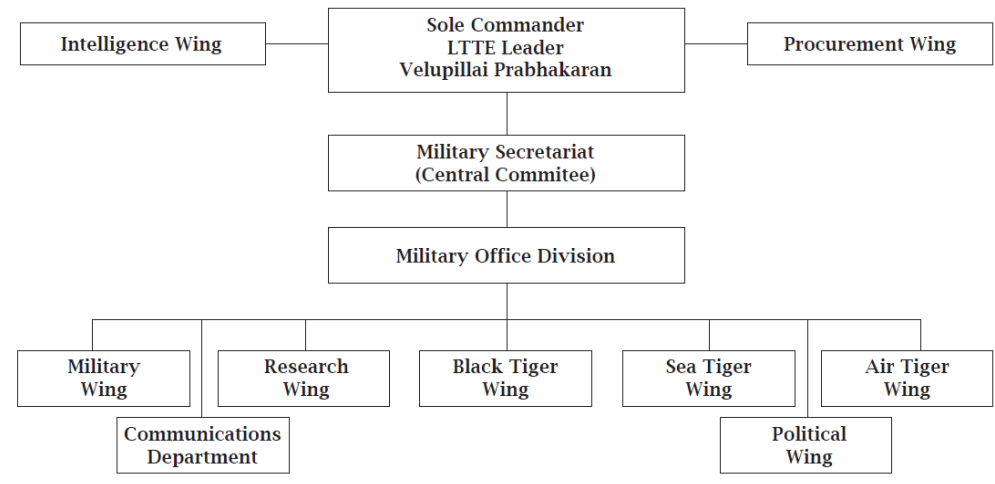 Intelligence Wing
Sole Commander
LTTE Leader
Velupillai Prabhakaran
Procurement Wing
Military Secretariat
(Central Commitee)
Military Office Division
Military
Wing
Research
Wing
Black Tiger
Wing
Sea Tiger
Wing
Air Tiger
Wing
Communications
Department
Political
Wing